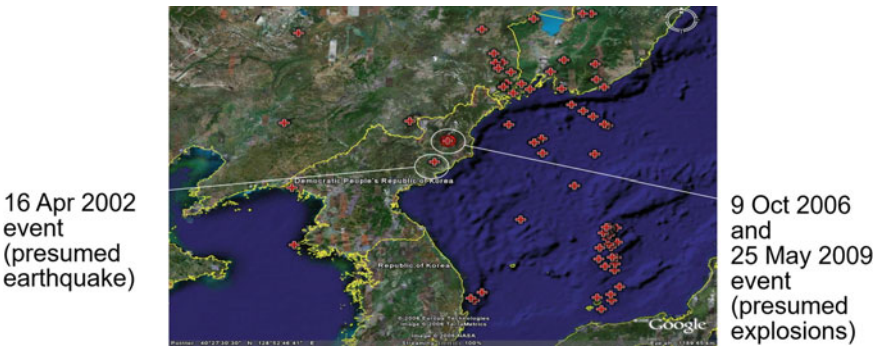 16 Apr 2002
event
(presumed
earthquake)
Democratic People's Republic of Korea
Republic of Korea
Google
9 Oct 2006
and
25 May 2009
event
(presumed
explosions)